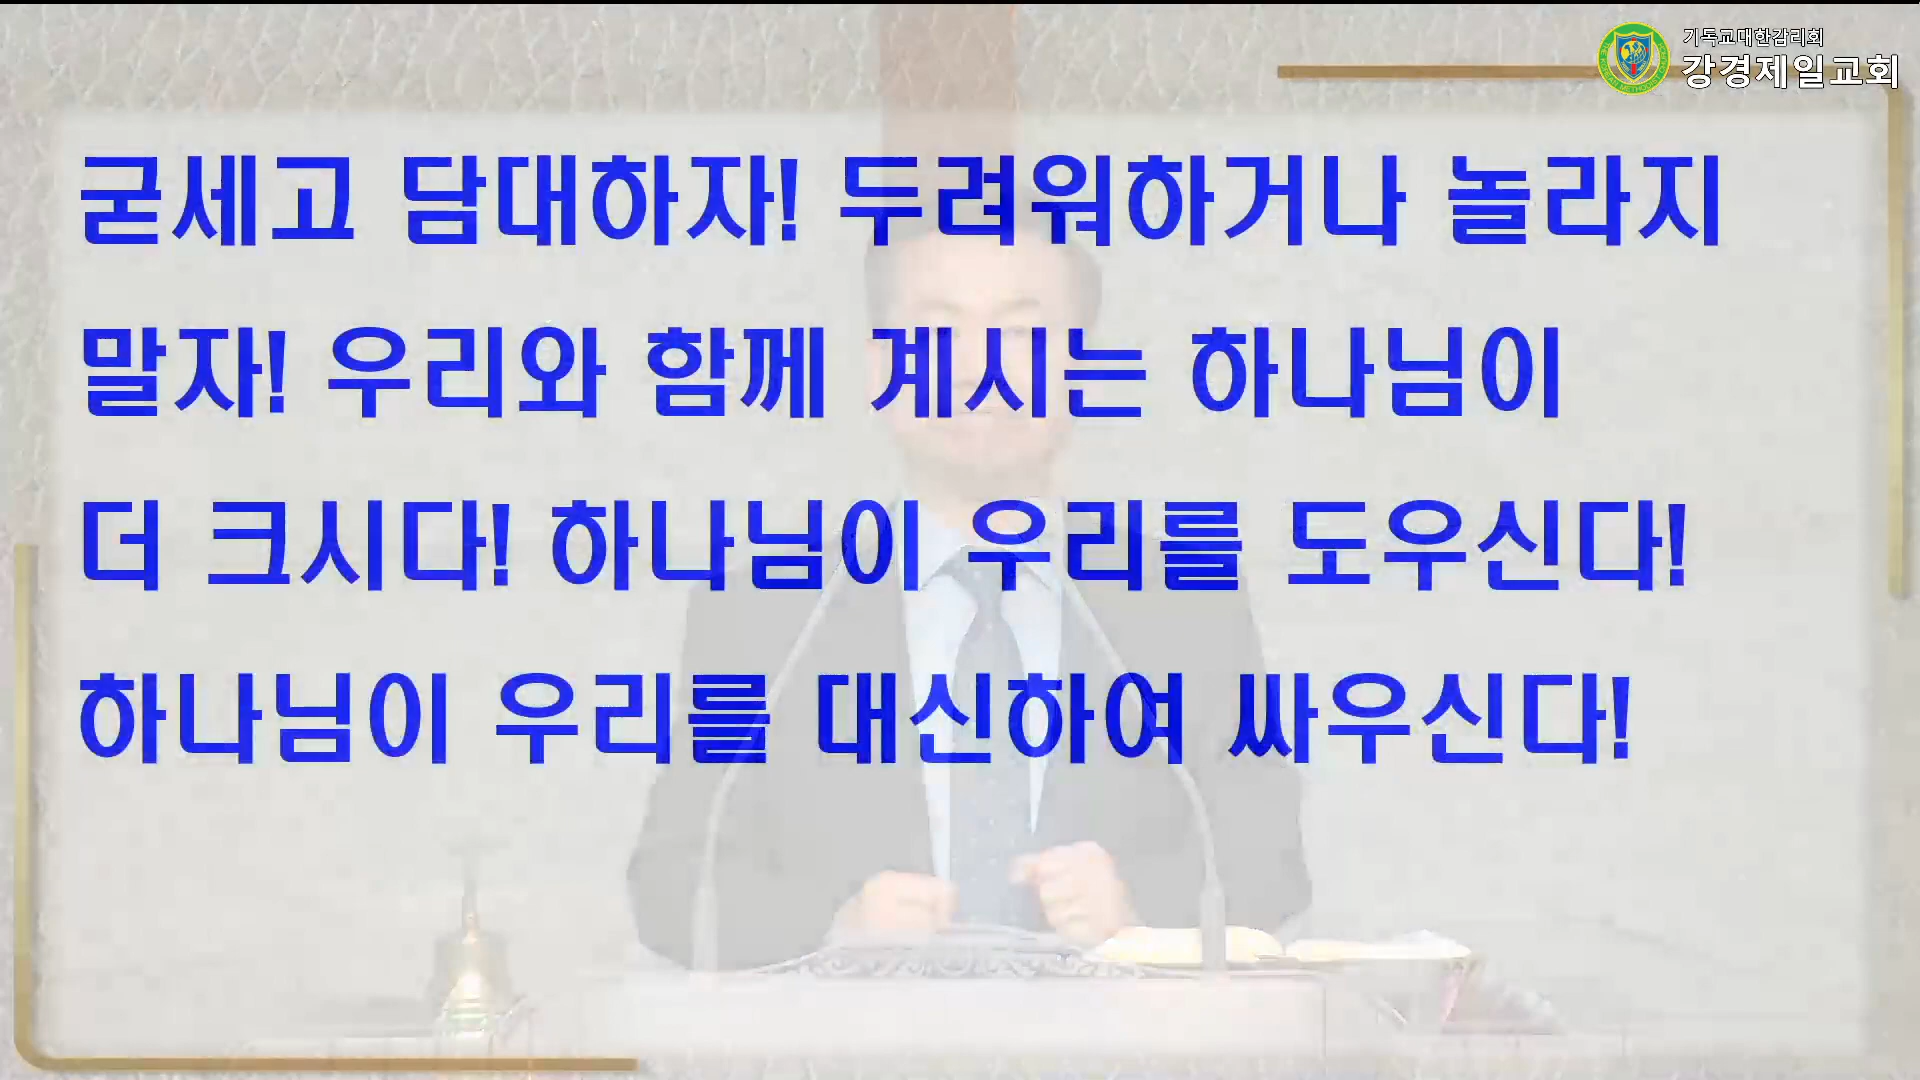 기독교대한감리회
강경제일교회
굳세고 담대하자! 두려워하거나 놀라지
말자! 우리와 함께 계시는 하나님이
더 크시다! 하나님이 우리를 도우신다!
하나님이 우리를 대신하여 싸우신다!